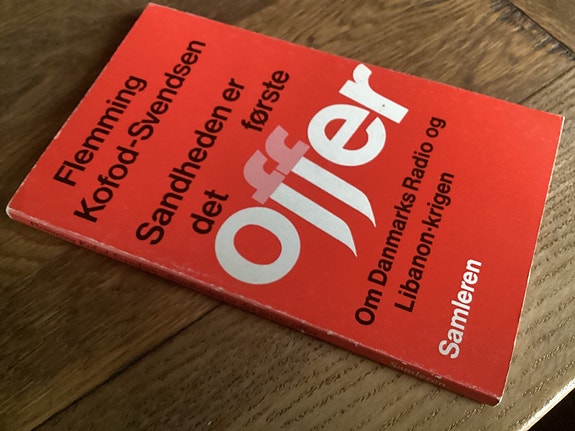 Flemming
Kofod-Svendsen
Sandheden er
det første
offer
Om Danmarks Radio og
Libanon-krigen
Samleren